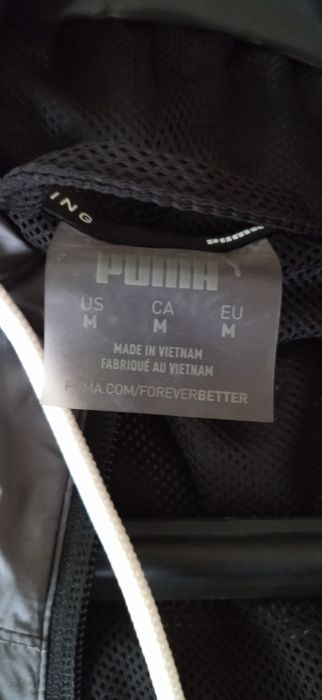 ING
PUMA
PUMA
US CA EU
M M M
MADE IN VIETNAM
FABRIQUÉ AU VIETNAM
PUMA.COM/FOREVERBETTER